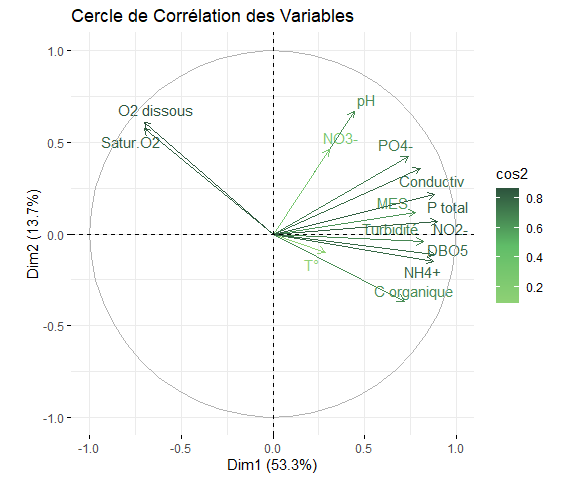 Cercle de Corrélation des Variables
1.0
0.5
0.0
-0.5
-1.0
Dim2 (13.7%)
O2 dissous
Satur.O2
pH
NO3-
PO4-
Conductiv
MES
P total
Turbidité
NO2-
DBO5
T°
NH4+
C organique
-1.0
-0.5
0.0
0.5
1.0
Dim1 (53.3%)
cos2
0.8
0.6
0.4
0.2